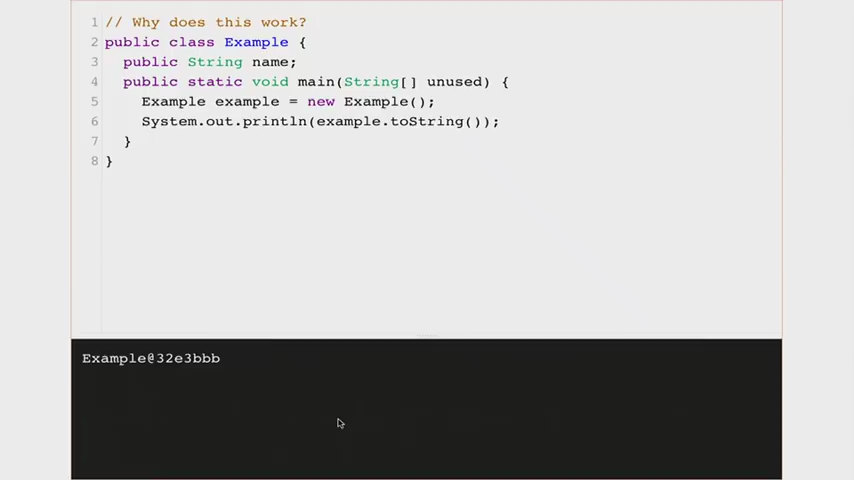 1 // Why does this work?
2 public class Example {
3   public String name;
4   public static void main(String[] unused) {
5     Example example = new Example();
6     System.out.println(example.toString());
7   }
8 }
Example@32e3bbb